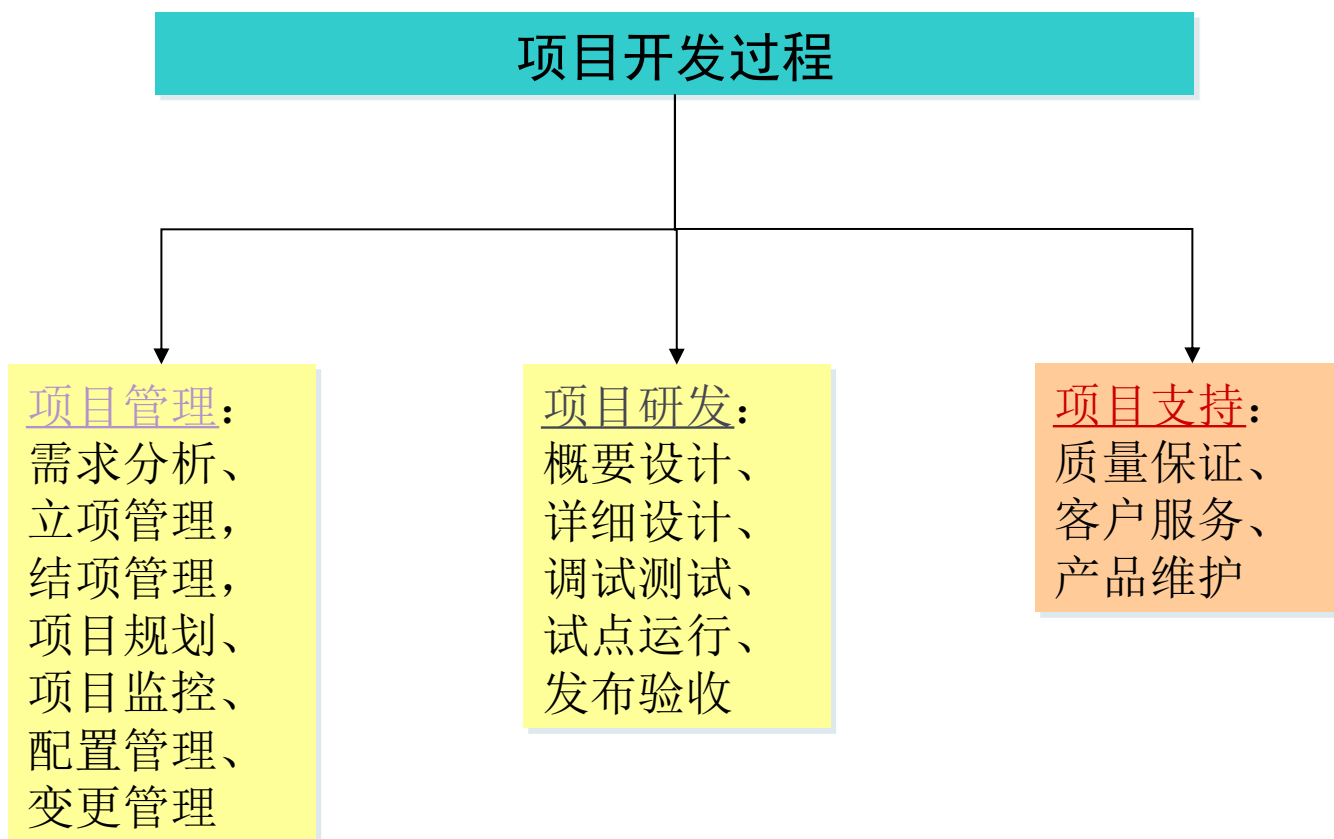 项目开发过程
项目管理：
需求分析、
立项管理，
结项管理，
项目规划、
项目监控、
配置管理、
变更管理
项目研发：
概要设计、
详细设计、
调试测试、
试点运行、
发布验收
项目支持：
质量保证、
客户服务、
产品维护